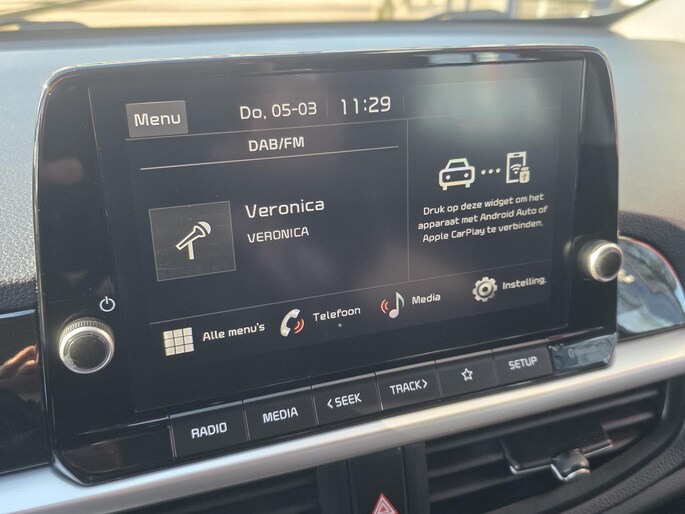 Menu
Do, 05-03 11:29
DAB/FM
Veronica
VERONICA
Druk op deze widget om het
apparaat met Android Auto of
Apple CarPlay te verbinden.
Alle menu's
Telefoon
Media
Instelling.
RADIO
MEDIA
< SEEK
TRACK >
SETUP